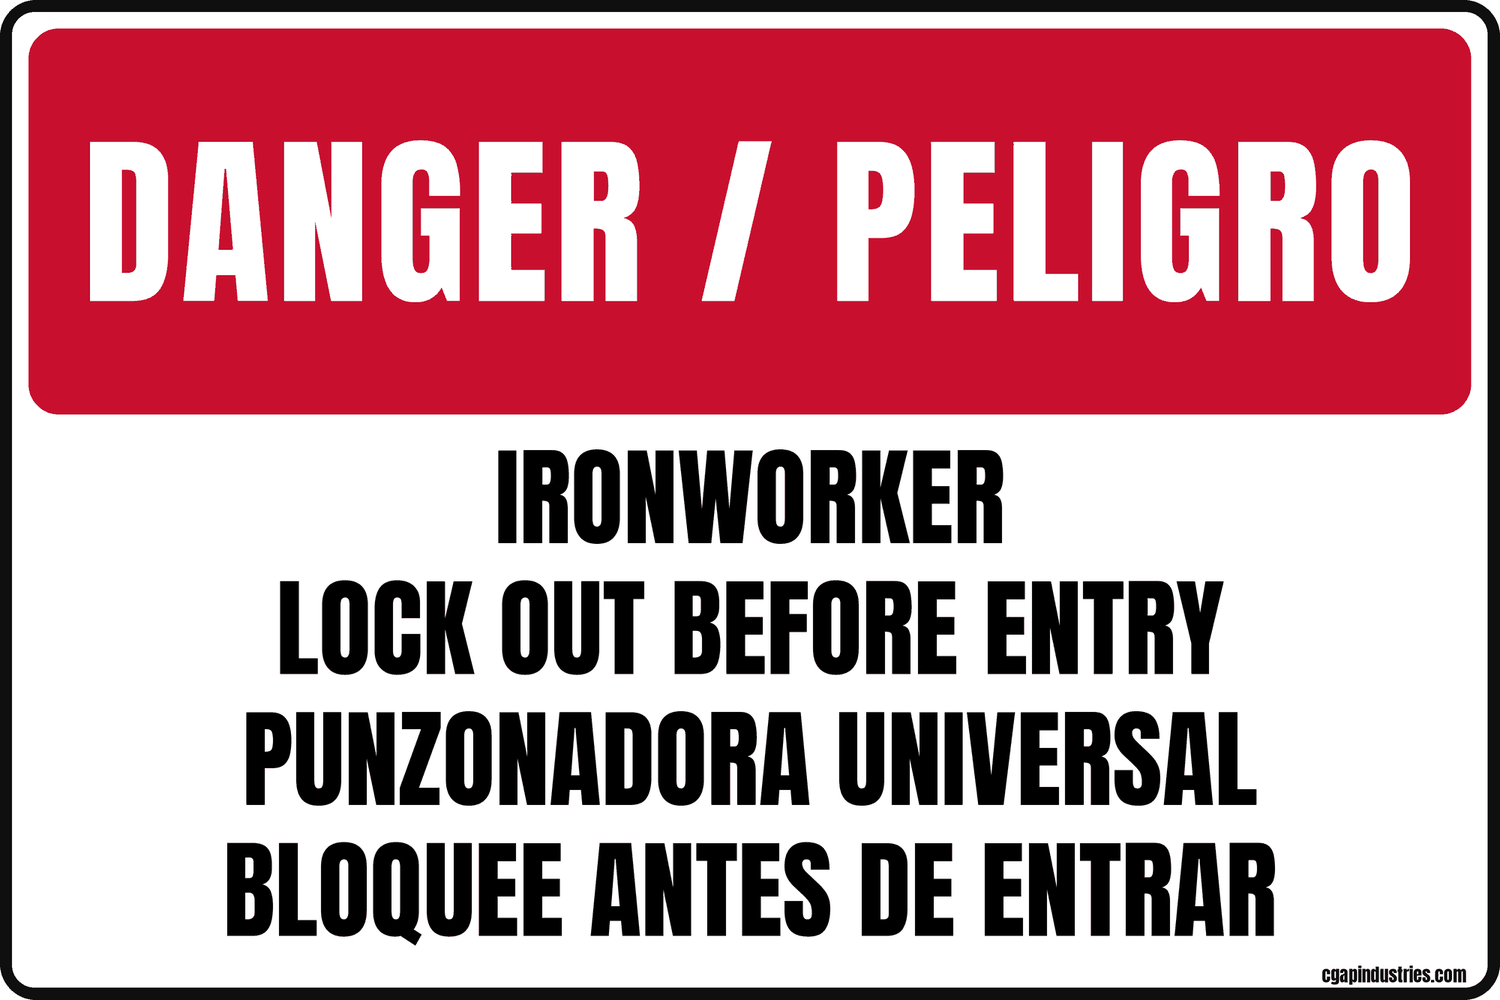 DANGER / PELIGRO
IRONWORKER
LOCK OUT BEFORE ENTRY
PUNZONADORA UNIVERSAL
BLOQUEE ANTES DE ENTRAR
cgapindustries.com